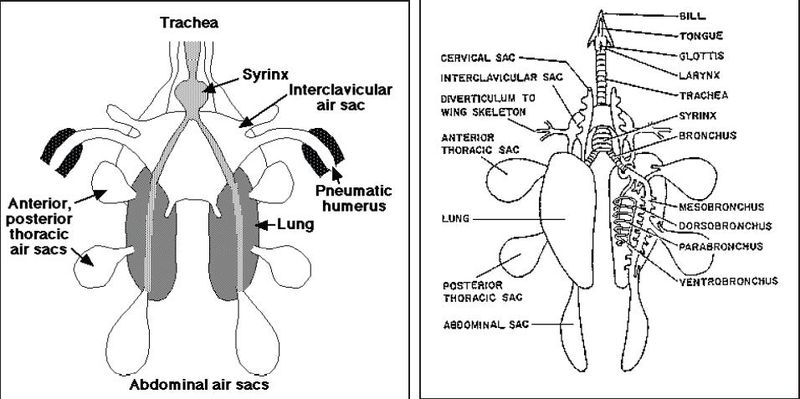 Trachea
Syrinx
Interclavicular
air sac
Pneumatic
humerus
Anterior,
posterior
thoracic
air sacs
Lung
Abdominal air sacs
BILL
TONGUE
GLOTTIS
LARYNX
TRACHEA
SYRINX
BRONCHUS
CERVICAL SAC
INTERCLAVICULAR SAC
DIVERTICULUM TO
WING SKELETON
ANTERIOR
THORACIC SAC
LUNG
POSTERIOR
THORACIC SAC
ABDOMINAL SAC
MESOBRONCHUS
DORSOBRONCHUS
PARABRONCHUS
VENTROBRONCHUS